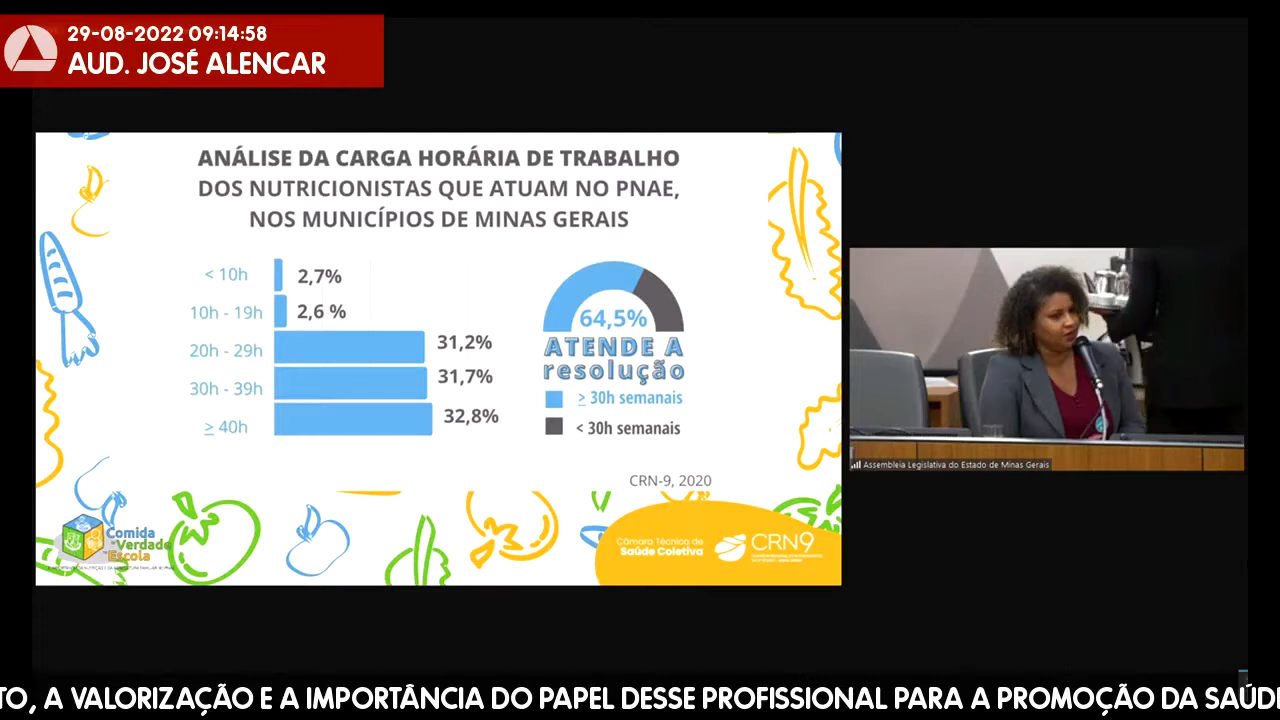 29-08-2022 09:14:58
AUD. JOSÉ ALENCAR
ANÁLISE DA CARGA HORÁRIA DE TRABALHO
DOS NUTRICIONISTAS QUE ATUAM NO PNAE,
NOS MUNICÍPIOS DE MINAS GERAIS
< 10h 2,7%
10h - 19h 2,6 %
20h - 29h 31,2%
30h - 39h 31,7%
≥ 40h 32,8%
64,5%
ATENDE A
resolução
≥ 30h semanais
< 30h semanais
CRN-9, 2020
Comida
de Verdade
na Escola
Câmara Técnica de
Saúde Coletiva
CRN9
Assembleia Legislativa do Estado de Minas Gerais
TO, A VALORIZAÇÃO E A IMPORTÂNCIA DO PAPEL DESSE PROFISSIONAL PARA A PROMOÇÃO DA SAÚD